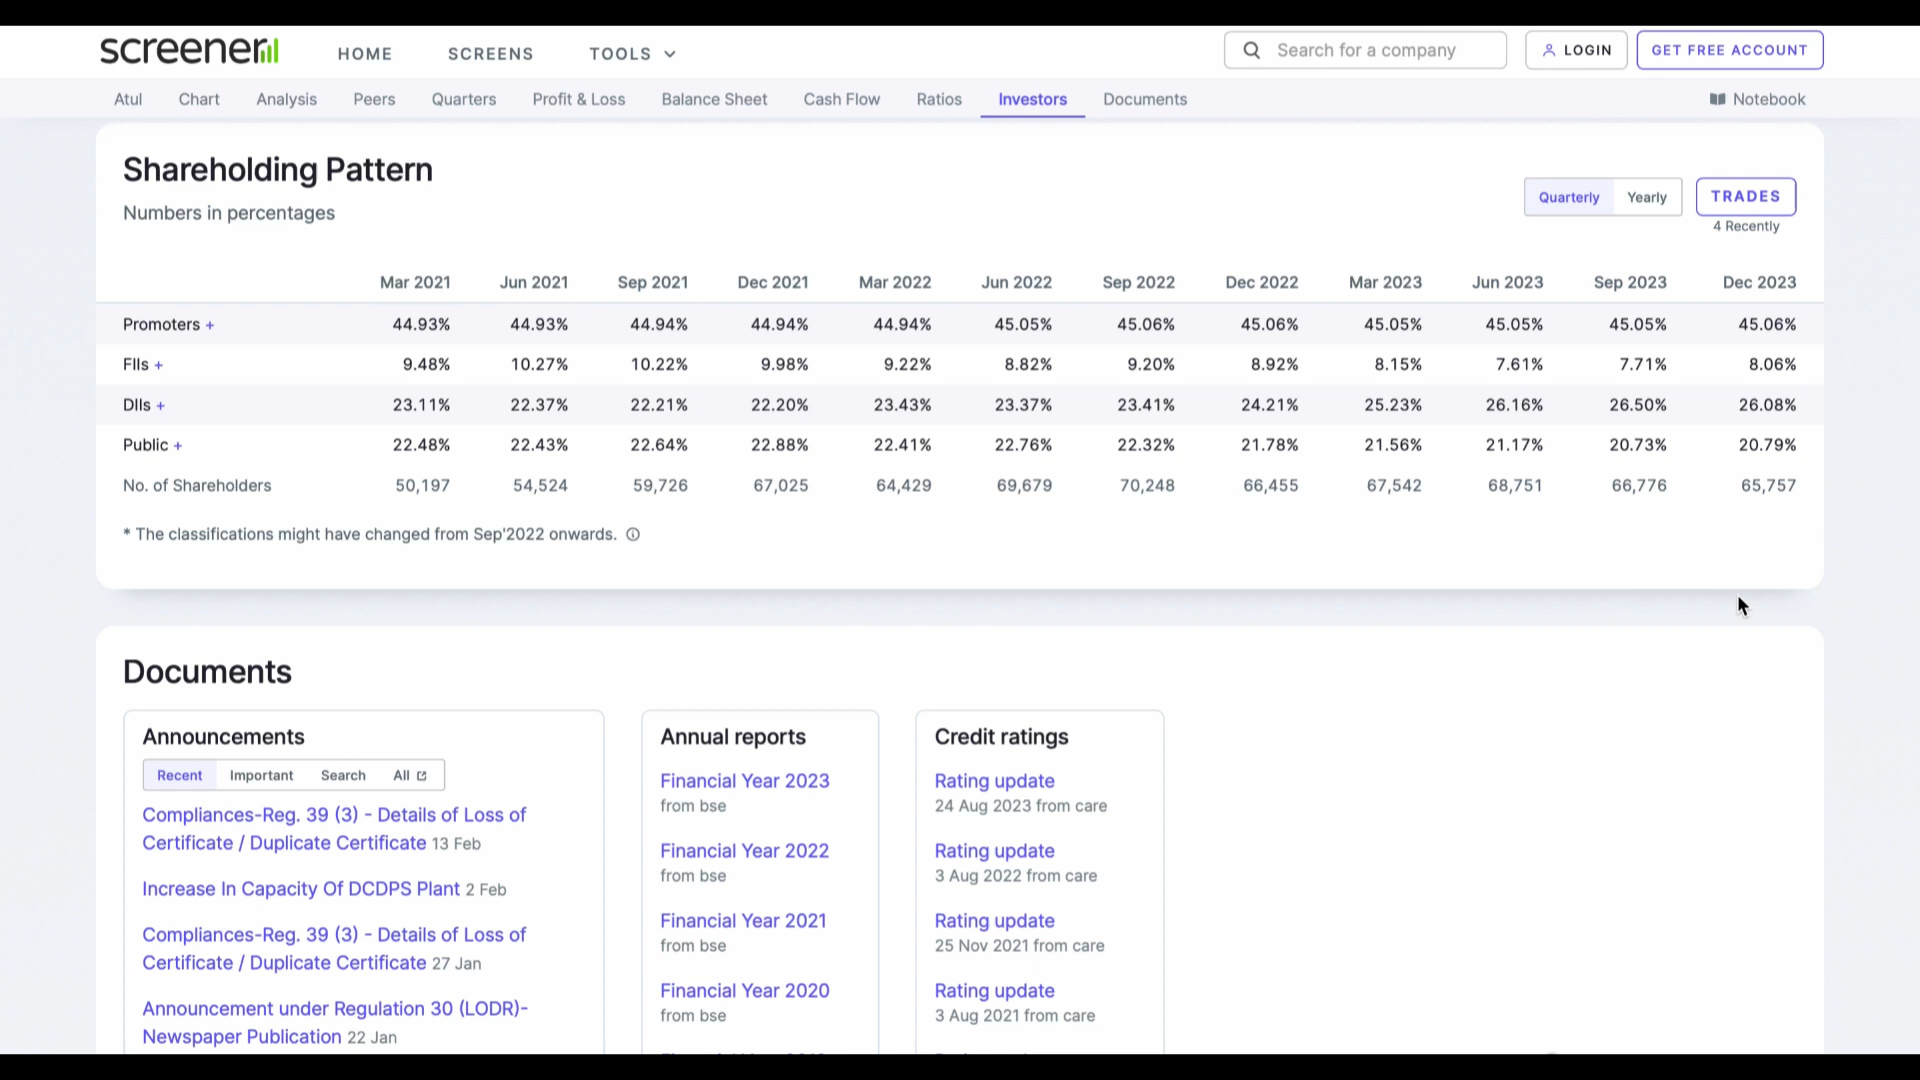 screener
HOME SCREENS TOOLS
Search for a company
LOGIN
GET FREE ACCOUNT
Atul Chart Analysis Peers Quarters Profit & Loss Balance Sheet Cash Flow Ratios Investors Documents Notebook
Shareholding Pattern
Numbers in percentages
Quarterly Yearly
TRADES
4 Recently
Mar 2021 Jun 2021 Sep 2021 Dec 2021 Mar 2022 Jun 2022 Sep 2022 Dec 2022 Mar 2023 Jun 2023 Sep 2023 Dec 2023
Promoters + 44.93% 44.93% 44.94% 44.94% 44.94% 45.05% 45.06% 45.06% 45.05% 45.05% 45.05% 45.06%
FIIs + 9.48% 10.27% 10.22% 9.98% 9.22% 8.82% 9.20% 8.92% 8.15% 7.61% 7.71% 8.06%
DIIs + 23.11% 22.37% 22.21% 22.20% 23.43% 23.37% 23.41% 24.21% 25.23% 26.16% 26.50% 26.08%
Public + 22.48% 22.43% 22.64% 22.88% 22.41% 22.76% 22.32% 21.78% 21.56% 21.17% 20.73% 20.79%
No. of Shareholders 50,197 54,524 59,726 67,025 64,429 69,679 70,248 66,455 67,542 68,751 66,776 65,757
* The classifications might have changed from Sep'2022 onwards.
Documents
Announcements
Recent Important Search All
Compliances-Reg. 39 (3) - Details of Loss of
Certificate / Duplicate Certificate 13 Feb
Increase In Capacity Of DCDPS Plant 2 Feb
Compliances-Reg. 39 (3) - Details of Loss of
Certificate / Duplicate Certificate 27 Jan
Announcement under Regulation 30 (LODR)-
Newspaper Publication 22 Jan
Annual reports
Financial Year 2023
from bse
Financial Year 2022
from bse
Financial Year 2021
from bse
Financial Year 2020
from bse
Credit ratings
Rating update
24 Aug 2023 from care
Rating update
3 Aug 2022 from care
Rating update
25 Nov 2021 from care
Rating update
3 Aug 2021 from care